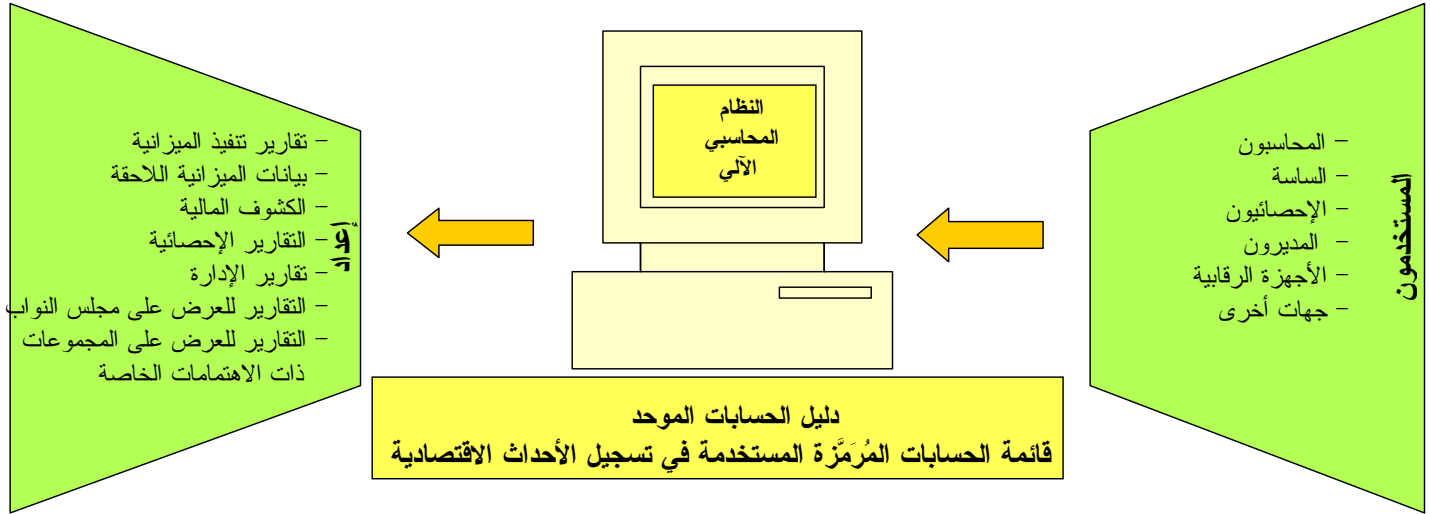 المستخدمون
– المحاسبون
– الساسة
– الإحصائيون
– المديرون
– الأجهزة الرقابية
– جهات أخرى
النظام
المحاسبي
الآلي
دليل الحسابات الموحد
قائمة الحسابات المُرَمَّزة المستخدمة في تسجيل الأحداث الاقتصادية
إعداد
– تقارير تنفيذ الميزانية
– بيانات الميزانية اللاحقة
– الكشوف المالية
– التقارير الإحصائية
– تقارير الإدارة
– التقارير للعرض على مجلس النواب
– التقارير للعرض على المجموعات
ذات الاهتمامات الخاصة